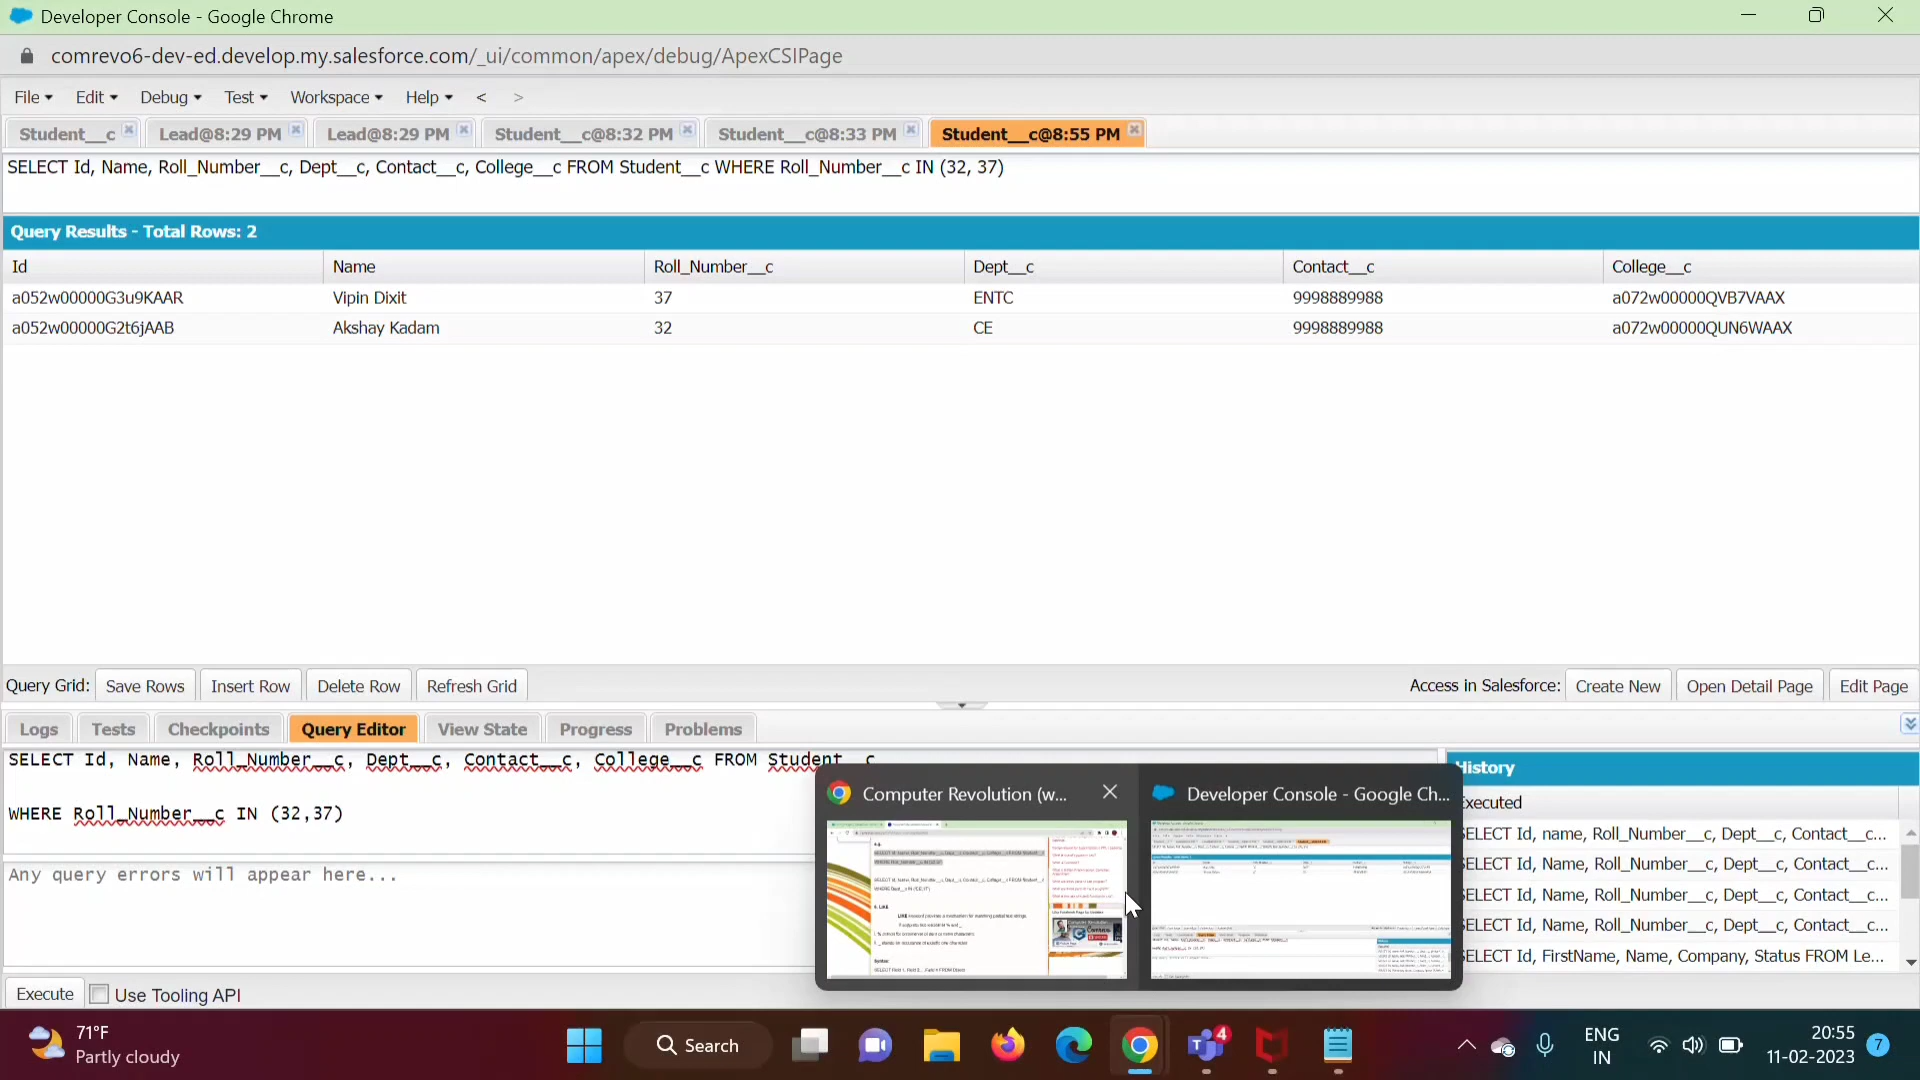 Developer Console - Google Chrome
comrevo6-dev-ed.develop.my.salesforce.com/_ui/common/apex/debug/ApexCSIPage
File Edit Debug Test Workspace Help < >
Student__c Lead@8:29 PM Lead@8:29 PM Student__c@8:32 PM Student__c@8:33 PM Student__c@8:55 PM
SELECT Id, Name, Roll_Number__c, Dept__c, Contact__c, College__c FROM Student__c WHERE Roll_Number__c IN (32, 37)
Query Results - Total Rows: 2
Id Name Roll_Number__c Dept__c Contact__c College__c
a052w00000G3u9KAAR Vipin Dixit 37 ENTC 9998889988 a072w00000QVB7VAAX
a052w00000G2t6jAAB Akshay Kadam 32 CE 9998889988 a072w00000QUN6WAAX
Query Grid: Save Rows Insert Row Delete Row Refresh Grid Access in Salesforce: Create New Open Detail Page Edit Page
Logs Tests Checkpoints Query Editor View State Progress Problems
SELECT Id, Name, Roll_Number__c, Dept__c, Contact__c, College__c FROM Student__c
WHERE Roll_Number__c IN (32,37)
Any query errors will appear here...
Execute Use Tooling API
History
Executed
SELECT Id, name, Roll_Number__c, Dept__c, Contact__c...
SELECT Id, Name, Roll_Number__c, Dept__c, Contact__c...
SELECT Id, Name, Roll_Number__c, Dept__c, Contact__c...
SELECT Id, Name, Roll_Number__c, Dept__c, Contact__c...
SELECT Id, FirstName, Name, Company, Status FROM Le...
Computer Revolution (w...
Developer Console - Google Ch...
71°F
Partly cloudy
Search
4
ENG
IN
20:55
11-02-2023
7